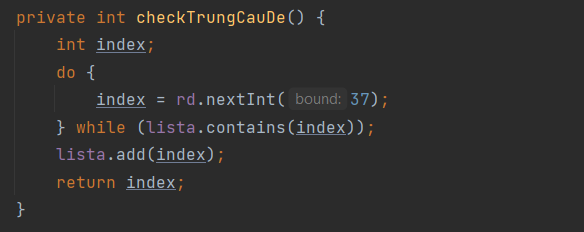 private int checkTrungCauDe() {
    int index;
    do {
        index = rd.nextInt( bound: 37);
    } while (lista.contains(index));
    lista.add(index);
    return index;
}